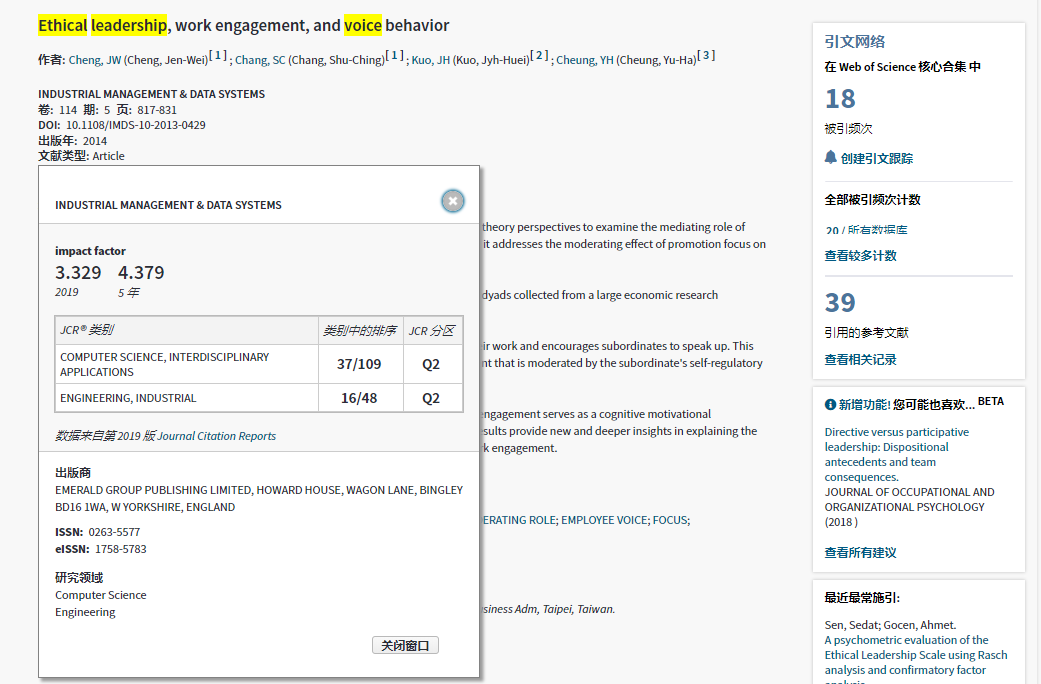 Ethical leadership, work engagement, and voice behavior
作者: Cheng, JW (Cheng, Jen-Wei)[ 1 ] ; Chang, SC (Chang, Shu-Ching)[ 1 ] ; Kuo, JH (Kuo, Jyh-Huei)[ 2 ] ; Cheung, YH (Cheung, Yu-Ha)[ 3 ]
INDUSTRIAL MANAGEMENT & DATA SYSTEMS
卷: 114 期: 5 页: 817-831
DOI: 10.1108/IMDS-10-2013-0429
出版年: 2014
文献类型: Article
INDUSTRIAL MANAGEMENT & DATA SYSTEMS
impact factor
3.329 4.379
2019 5 年
JCR® 类别 类别中的排序 JCR 分区
COMPUTER SCIENCE, INTERDISCIPLINARY
APPLICATIONS
37/109 Q2
ENGINEERING, INDUSTRIAL 16/48 Q2
数据来自第 2019 版 Journal Citation Reports
出版商
EMERALD GROUP PUBLISHING LIMITED, HOWARD HOUSE, WAGON LANE, BINGLEY
BD16 1WA, W YORKSHIRE, ENGLAND
ISSN: 0263-5577
eISSN: 1758-5783
研究领域
Computer Science
Engineering
关闭窗口
theory perspectives to examine the mediating role of
it addresses the moderating effect of promotion focus on
dyads collected from a large economic research
ir work and encourages subordinates to speak up. This
nt that is moderated by the subordinate's self-regulatory
engagement serves as a cognitive motivational
sults provide new and deeper insights in explaining the
k engagement.
ERATING ROLE; EMPLOYEE VOICE; FOCUS;
siness Adm, Taipei, Taiwan.
引文网络
在 Web of Science 核心合集 中
18
被引频次
创建引文跟踪
全部被引频次计数
20 / 所有数据库
查看较多计数
39
引用的参考文献
查看相关记录
新增功能! 您可能也喜欢... BETA
Directive versus participative
leadership: Dispositional
antecedents and team
consequences.
JOURNAL OF OCCUPATIONAL AND
ORGANIZATIONAL PSYCHOLOGY
(2018 )
查看所有建议
最近最常施引:
Sen, Sedat; Gocen, Ahmet.
A psychometric evaluation of the
Ethical Leadership Scale using Rasch
analysis and confirmatory factor
analysis